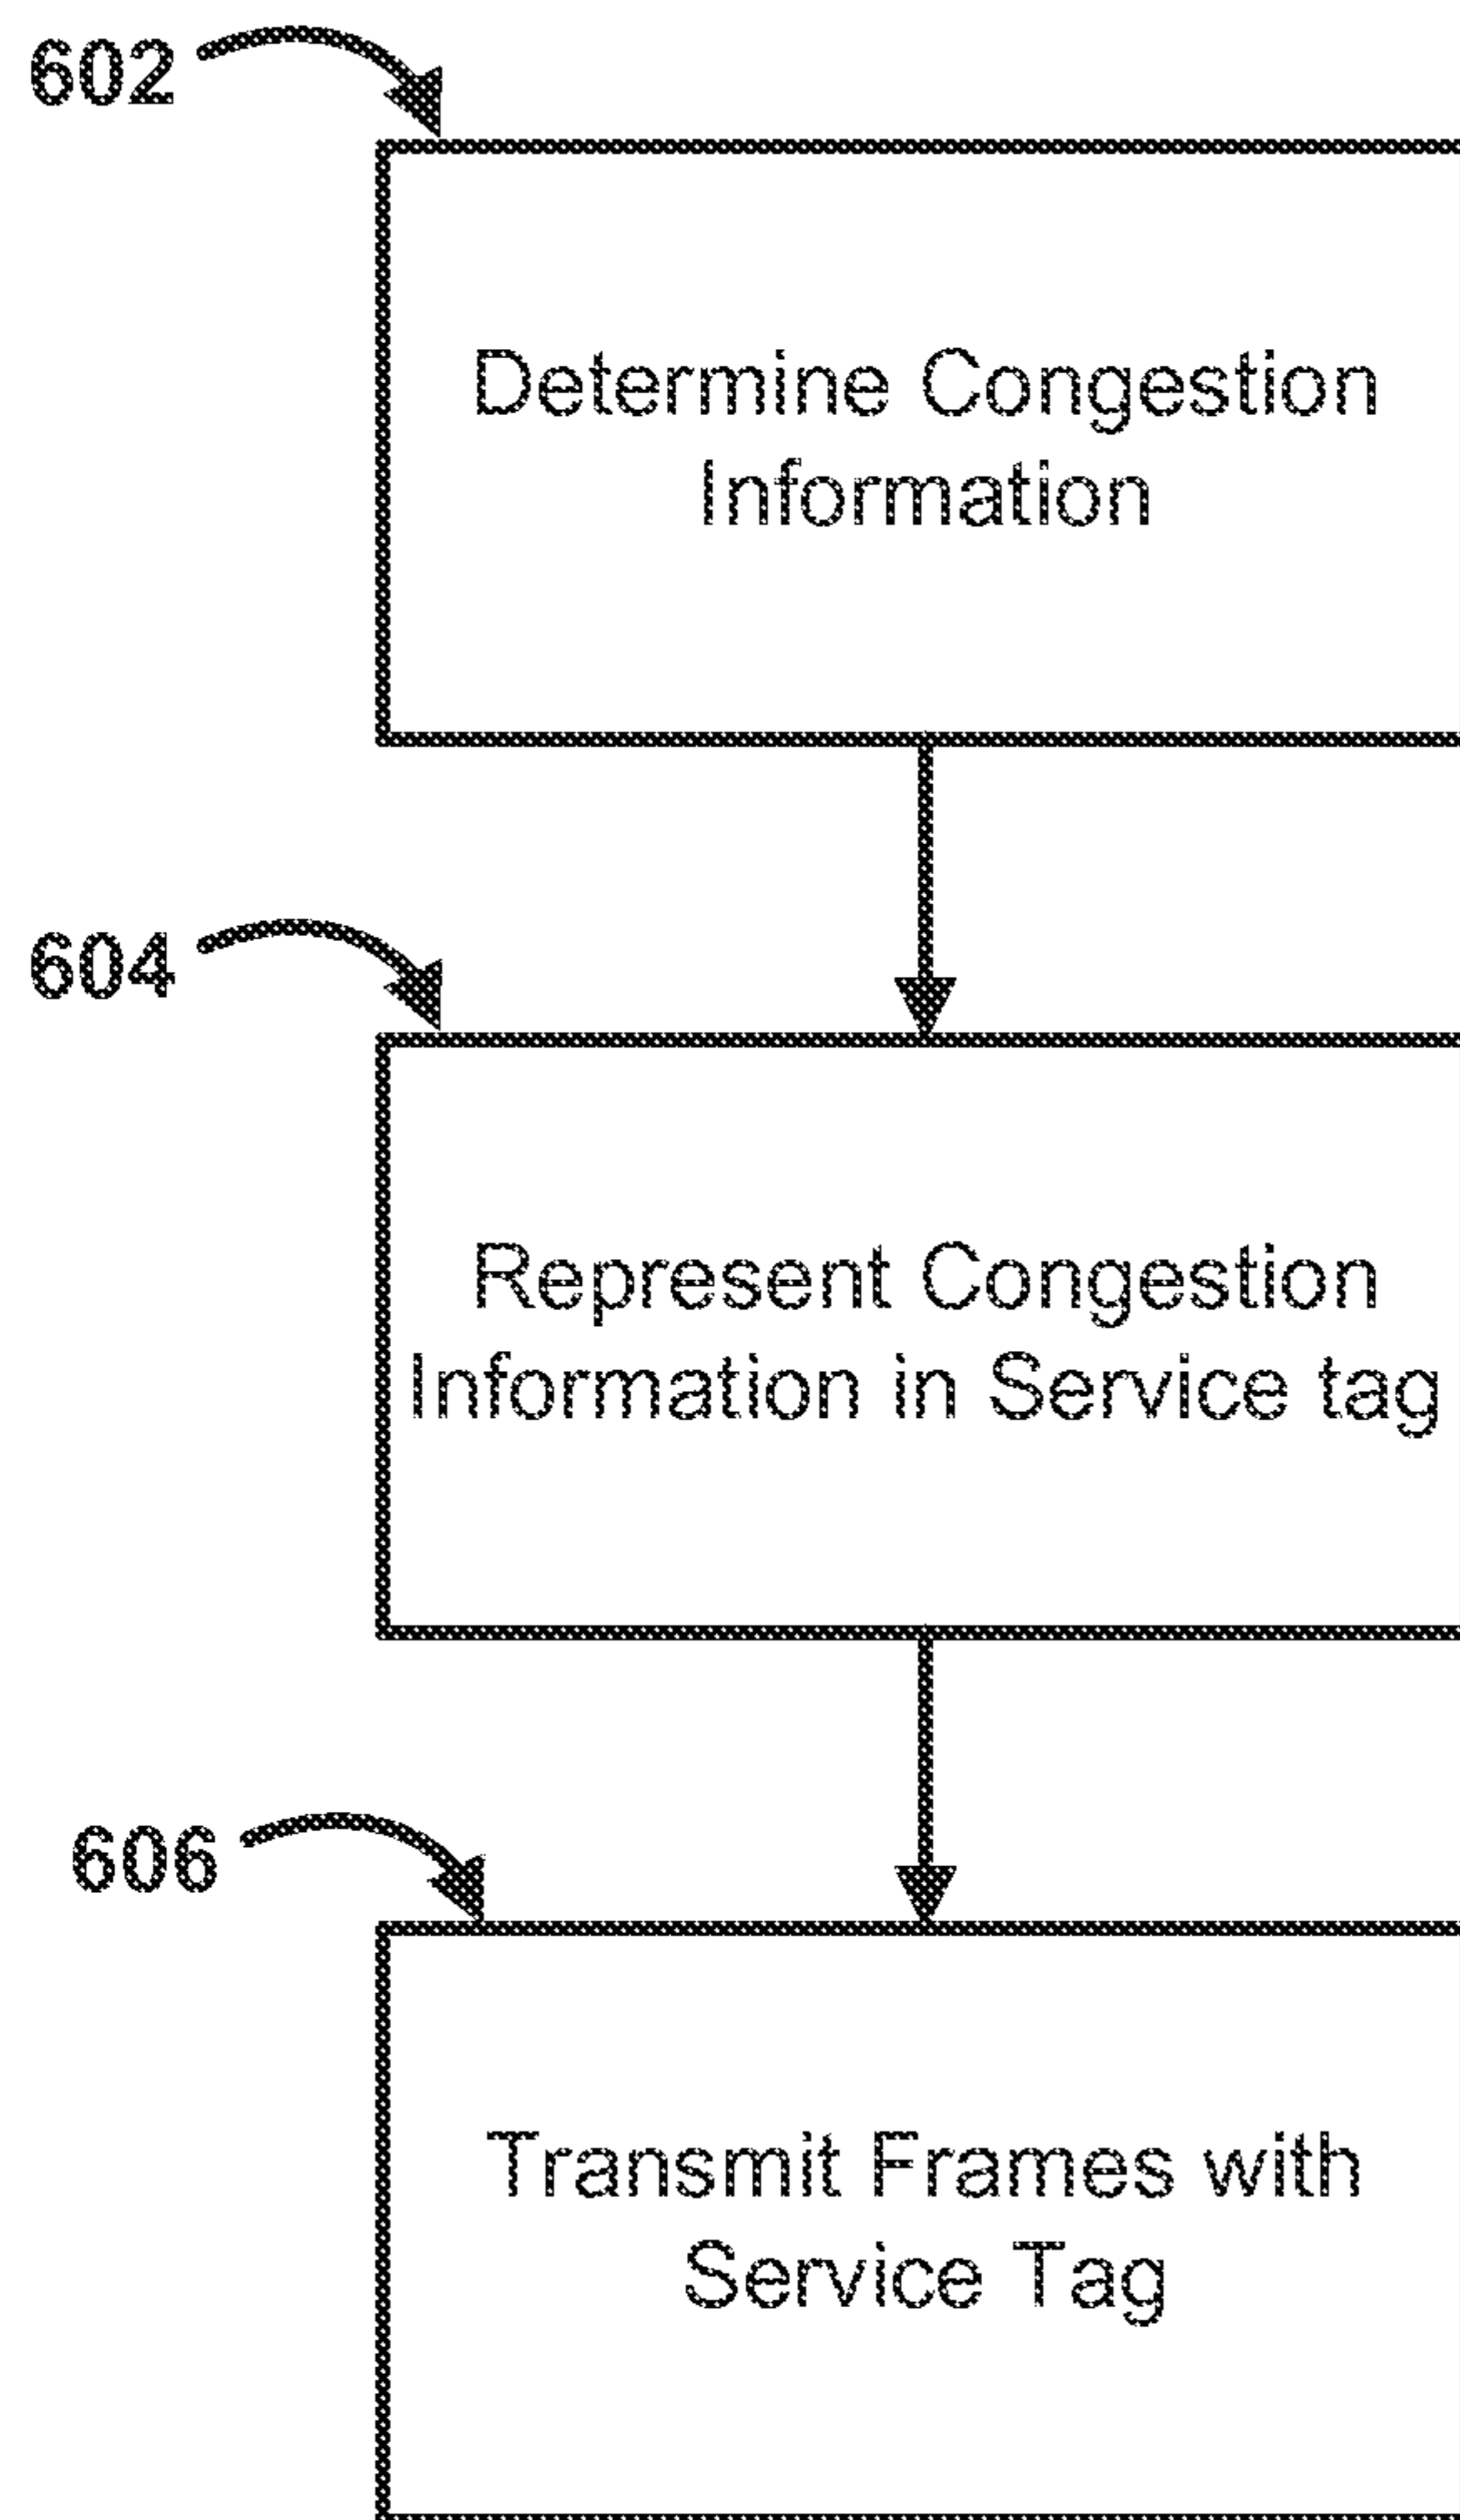 602
Determine Congestion
Information
604
Represent Congestion
Information in Service tag
606
Transmit Frames with
Service Tag